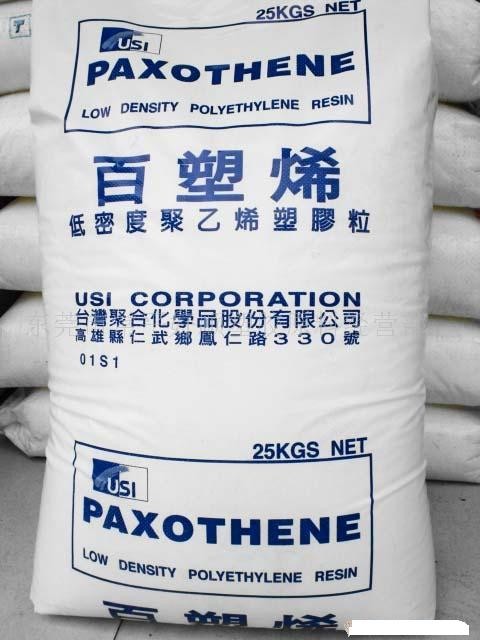 25KGS NET
USI
PAXOTHENE
LOW DENSITY POLYETHYLENE RESIN
百塑烯
低密度聚乙烯塑膠粒
USI CORPORATION
台灣聚合化學品股份有限公司
高雄縣仁武鄉鳳仁路330號
01S1
25KGS NET
USI
PAXOTHENE
LOW DENSITY POLYETHYLENE RESIN
百塑烯